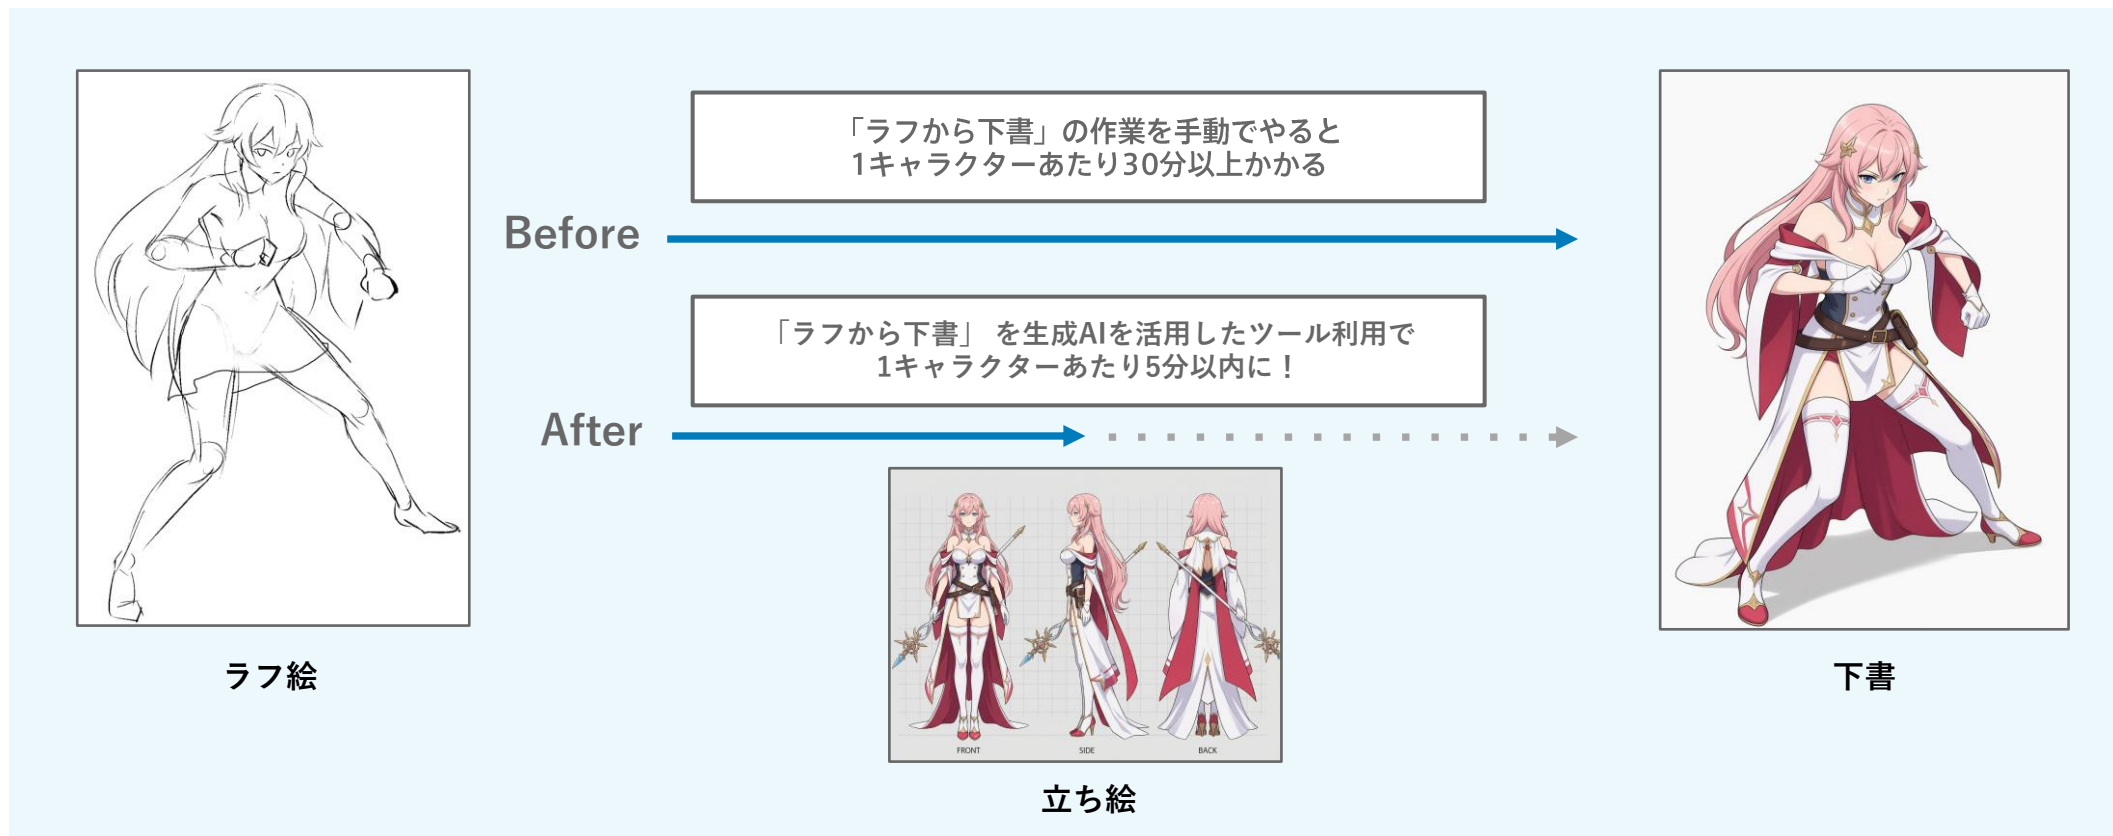 「ラフから下書」の作業を手動でやると
1キャラクターあたり30分以上かかる
Before
「ラフから下書」 を生成AIを活用したツール利用で
1キャラクターあたり5分以内に！
After
FRONT
SIDE
BACK
ラフ絵
下書
立ち絵